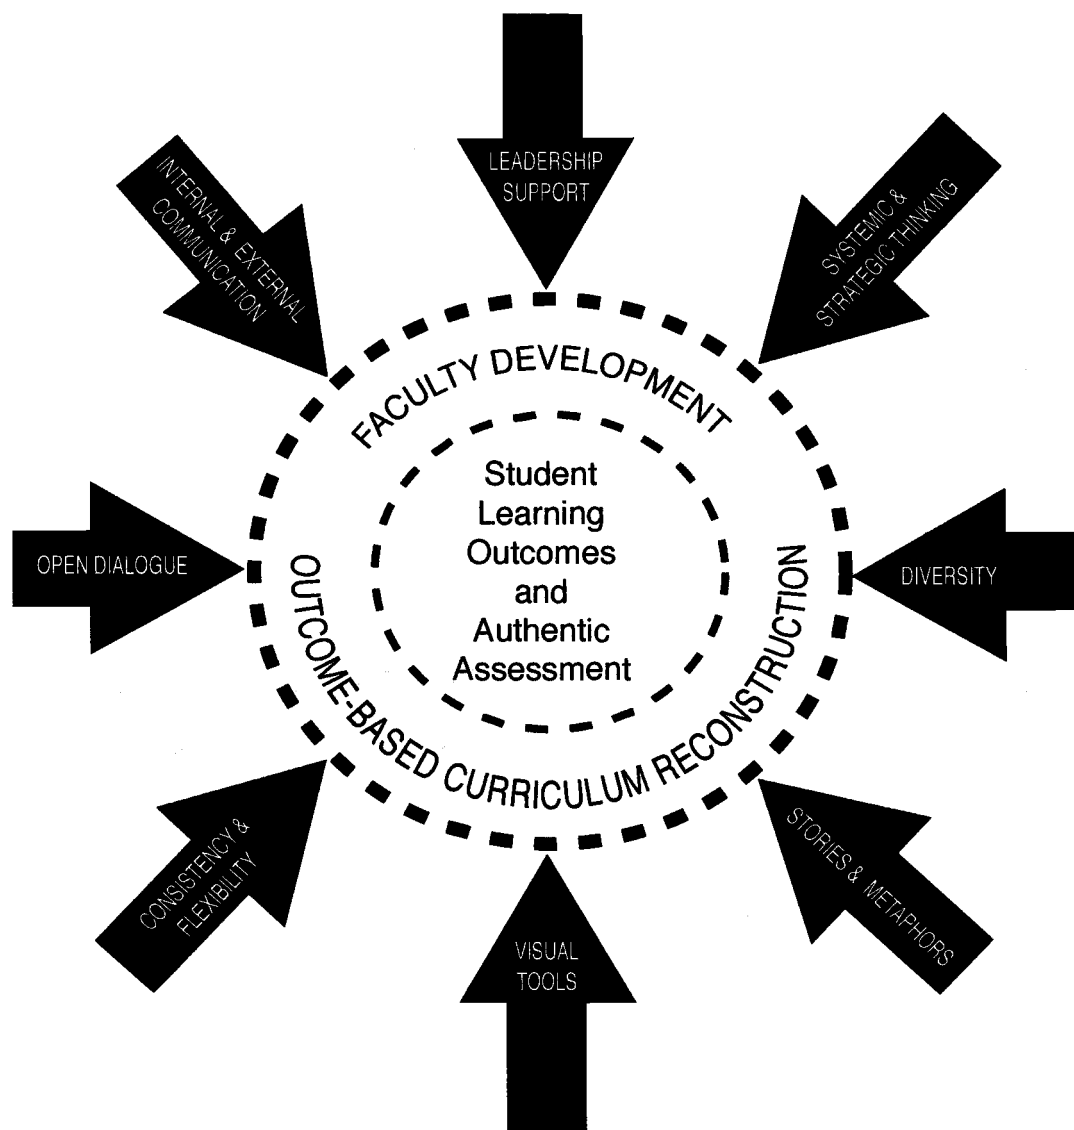 LEADERSHIP
SUPPORT
INTERNAL & EXTERNAL
COMMUNICATION
SYSTEMIC &
STRATEGIC THINKING
FACULTY DEVELOPMENT
Student
Learning
Outcomes
and
Authentic
Assessment
OPEN DIALOGUE
DIVERSITY
OUTCOME-BASED CURRICULUM RECONSTRUCTION
CONSISTENCY &
FLEXIBILITY
STORIES & METAPHORS
VISUAL
TOOLS